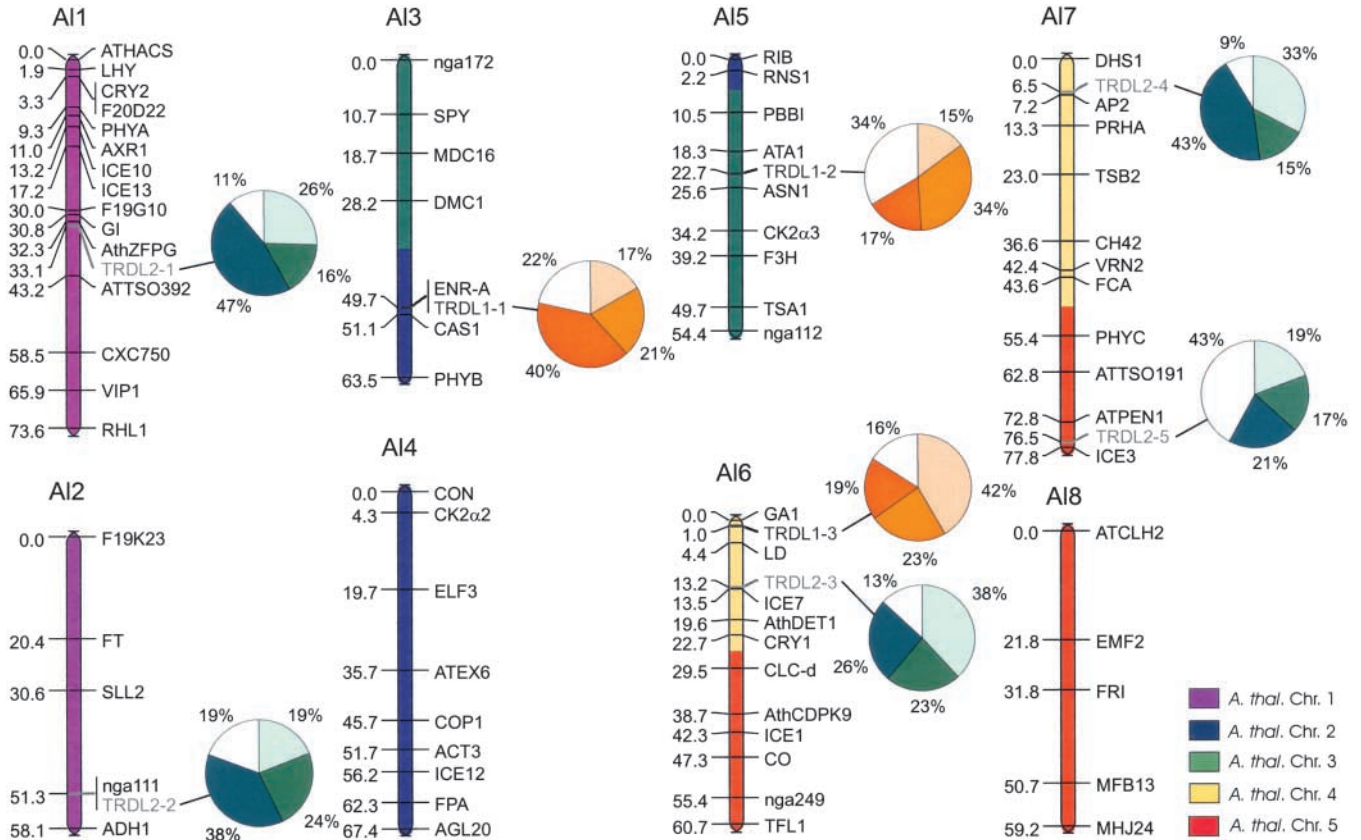 Al1
0.0 ATHACS
1.9 LHY
CRY2
3.3 F20D22
9.3 PHYA
11.0 AXR1
13.2 ICE10
17.2 ICE13
30.0 F19G10
30.8 GI
32.3 AthZFPG
33.1 TRDL2-1
43.2 ATTSO392
58.5 CXC750
65.9 VIP1
73.6 RHL1
11% 26%
16%
47%
Al3
0.0 nga172
10.7 SPY
18.7 MDC16
28.2 DMC1
ENR-A
49.7 TRDL1-1
51.1 CAS1
63.5 PHYB
22% 17%
21%
40%
Al5
0.0 RIB
2.2 RNS1
10.5 PBBI
18.3 ATA1
22.7 TRDL1-2
25.6 ASN1
34.2 CK2α3
39.2 F3H
49.7 TSA1
54.4 nga112
34% 15%
34%
17%
Al7
0.0 DHS1
6.5 TRDL2-4
7.2 AP2
13.3 PRHA
23.0 TSB2
36.6 CH42
42.4 VRN2
43.6 FCA
55.4 PHYC
62.8 ATTSO191
72.8 ATPEN1
76.5 TRDL2-5
77.8 ICE3
9% 33%
43%
15%
43% 19%
17%
21%
Al2
0.0 F19K23
20.4 FT
30.6 SLL2
nga111
51.3 TRDL2-2
58.1 ADH1
19% 19%
38% 24%
Al4
0.0 CON
4.3 CK2α2
19.7 ELF3
35.7 ATEX6
45.7 COP1
51.7 ACT3
56.2 ICE12
62.3 FPA
67.4 AGL20
Al6
0.0 GA1
1.0 TRDL1-3
4.4 LD
13.2 TRDL2-3
13.5 ICE7
19.6 AthDET1
22.7 CRY1
29.5 CLC-d
38.7 AthCDPK9
42.3 ICE1
47.3 CO
55.4 nga249
60.7 TFL1
16%
19% 42%
23%
13% 38%
26%
23%
Al8
0.0 ATCLH2
21.8 EMF2
31.8 FRI
50.7 MFB13
59.2 MHJ24
A. thal. Chr. 1
A. thal. Chr. 2
A. thal. Chr. 3
A. thal. Chr. 4
A. thal. Chr. 5